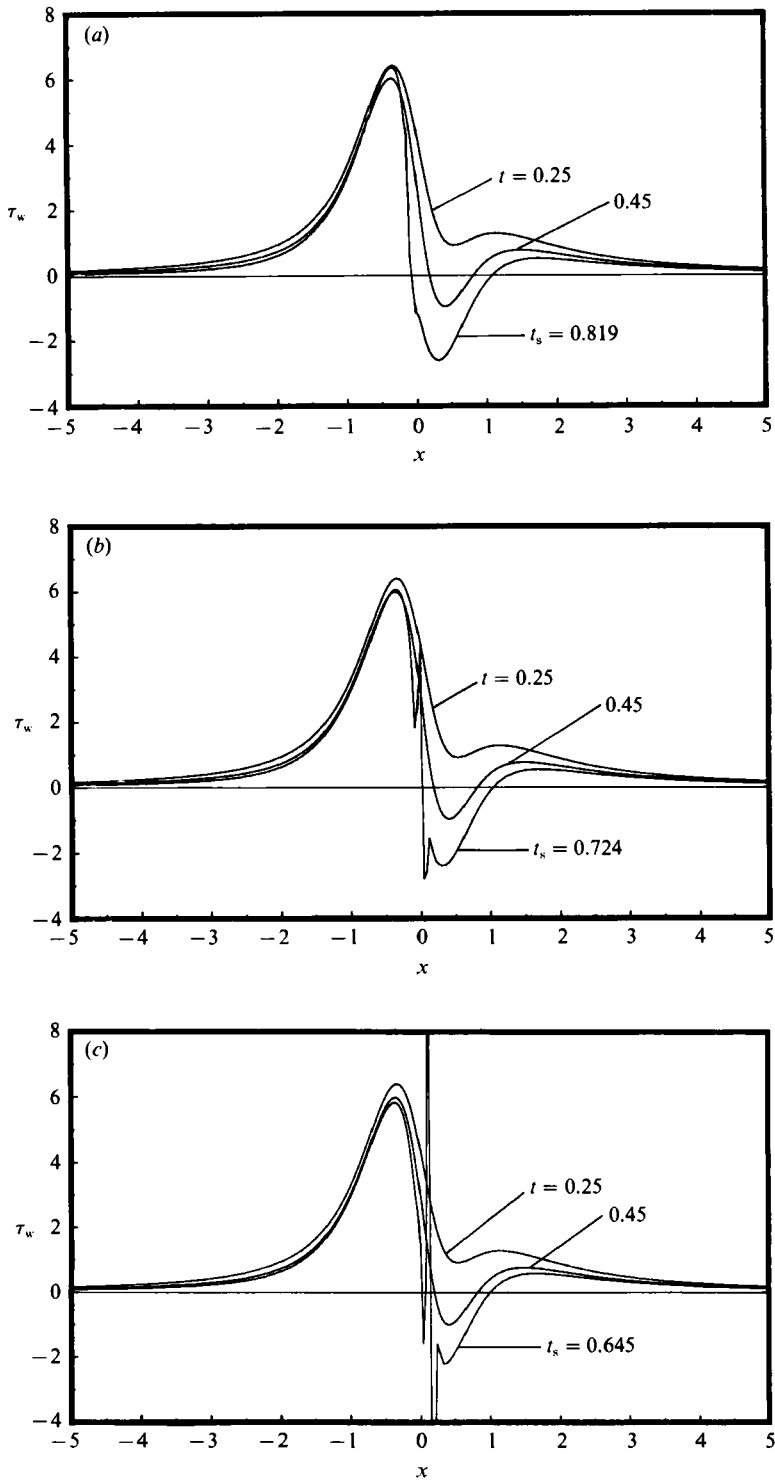 (a)
8
6
4
τw
2
0
−2
−4
t = 0.25
0.45
ts = 0.819
−5 −4 −3 −2 −1 0 1 2 3 4 5
x
(b)
8
6
4
τw
2
0
−2
−4
t = 0.25
0.45
ts = 0.724
−5 −4 −3 −2 −1 0 1 2 3 4 5
x
(c)
8
6
4
τw
2
0
−2
−4
t = 0.25
0.45
ts = 0.645
−5 −4 −3 −2 −1 0 1 2 3 4 5
x